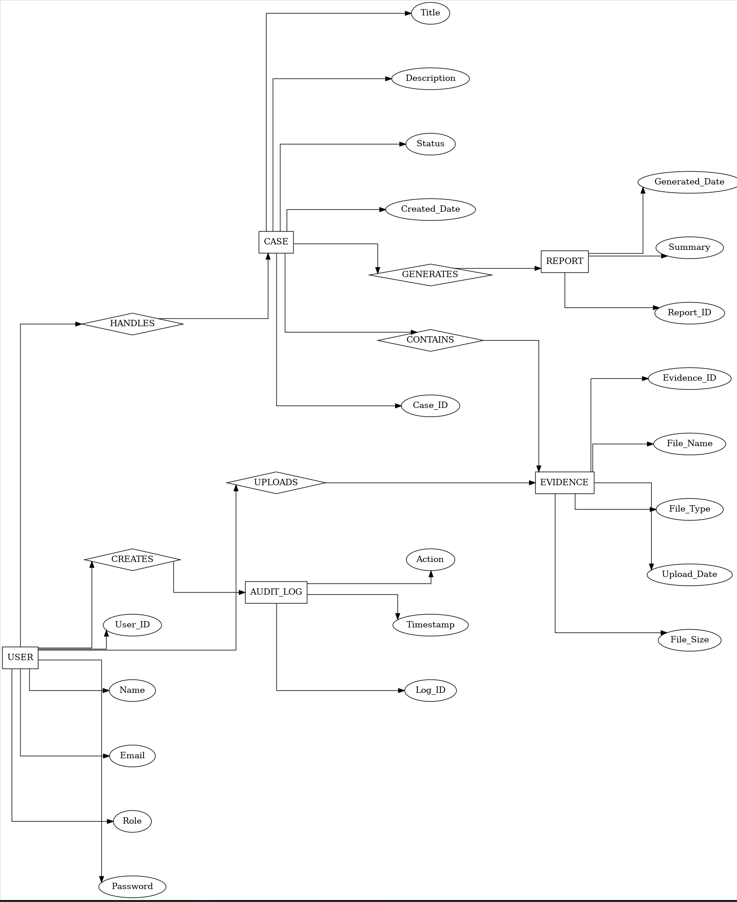 Title
Description
Status
Generated_Date
Created_Date
CASE
Summary
REPORT
GENERATES
Report_ID
HANDLES
CONTAINS
Evidence_ID
Case_ID
File_Name
UPLOADS
EVIDENCE
File_Type
CREATES
Action
Upload_Date
AUDIT_LOG
User_ID
Timestamp
File_Size
USER
Name
Log_ID
Email
Role
Password